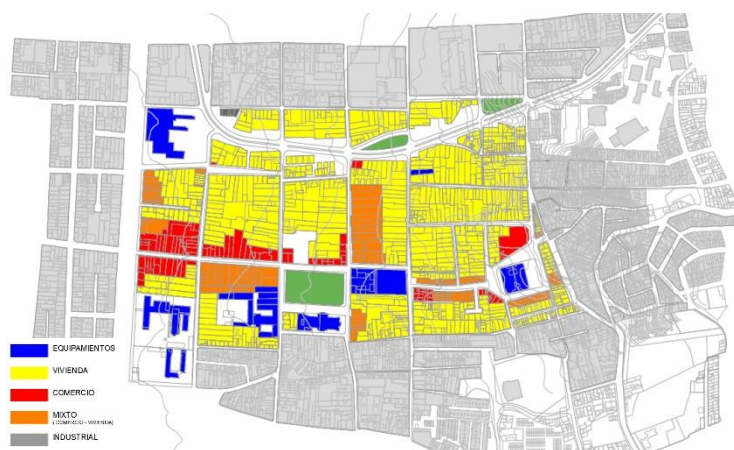 EQUIPAMIENTOS
VIVIENDA
COMERCIO
MIXTO
( COMERCIO - VIVIENDA)
INDUSTRIAL